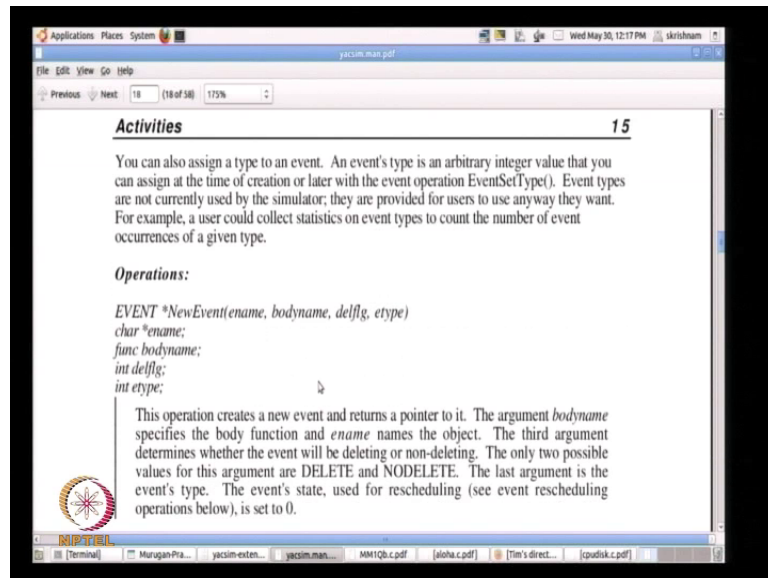 Applications Places System Wed May 30, 12:17 PM skrishnam
yacsim.man.pdf
File Edit View Go Help
Previous Next 18 (18 of 58) 175%
Activities 15
You can also assign a type to an event. An event's type is an arbitrary integer value that you
can assign at the time of creation or later with the event operation EventSetType(). Event types
are not currently used by the simulator; they are provided for users to use anyway they want.
For example, a user could collect statistics on event types to count the number of event
occurrences of a given type.
Operations:
EVENT *NewEvent(ename, bodyname, delflg, etype)
char *ename;
func bodyname;
int delflg;
int etype;
This operation creates a new event and returns a pointer to it. The argument bodyname
specifies the body function and ename names the object. The third argument
determines whether the event will be deleting or non-deleting. The only two possible
values for this argument are DELETE and NODELETE. The last argument is the
event's type. The event's state, used for rescheduling (see event rescheduling
operations below), is set to 0.
NPTEL
[Terminal] Murugan-Pra... yacsim-exten... yacsim.man.... MM1Qb.c.pdf [aloha.c.pdf] [Tim's direct... [cpudisk.c.pdf]